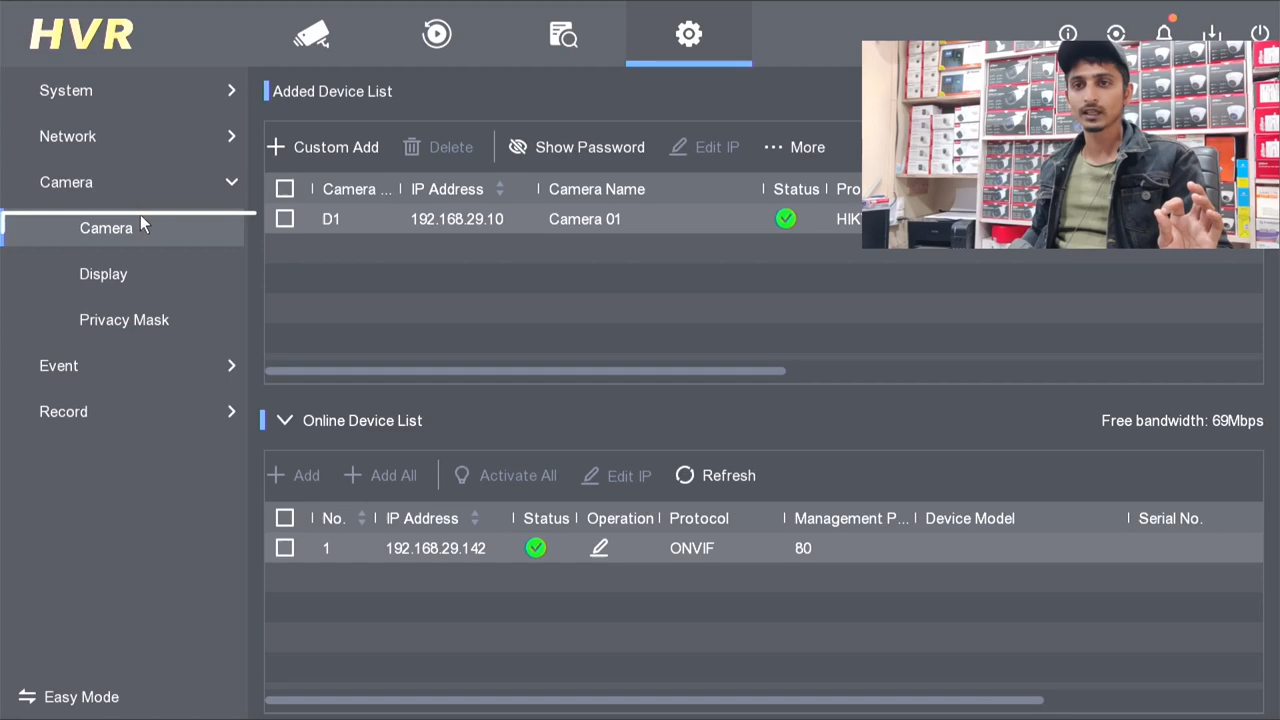 HVR
System
Network
Camera
Camera
Display
Privacy Mask
Event
Record
Easy Mode
Added Device List
Custom Add Delete Show Password Edit IP ··· More
Camera ... IP Address Camera Name Status Pro
D1 192.168.29.10 Camera 01 HIK
Online Device List Free bandwidth: 69Mbps
Add Add All Activate All Edit IP Refresh
No. IP Address Status Operation Protocol Management P... Device Model Serial No.
1 192.168.29.142 ONVIF 80